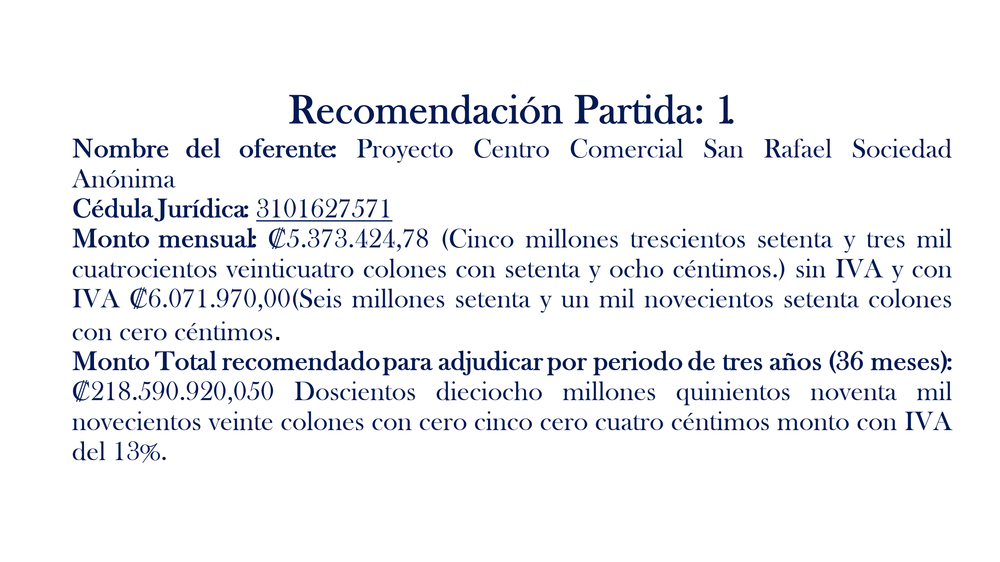 Recomendación Partida: 1.
Nombre del oferente: Proyecto Centro Comercial San Rafael Sociedad
Anónima
Cédula Jurídica: 3101627571
Monto mensual: ₡5.373.424,78 (Cinco millones trescientos setenta y tres mil
cuatrocientos veinticuatro colones con setenta y ocho céntimos.) sin IVA y con
IVA ₡6.071.970,00(Seis millones setenta y un mil novecientos setenta colones
con cero céntimos.
Monto Total recomendado para adjudicar por periodo de tres años (36 meses):
₡218.590.920,050 Doscientos dieciocho millones quinientos noventa mil
novecientos veinte colones con cero cinco cero cuatro céntimos monto con IVA
del 13%.